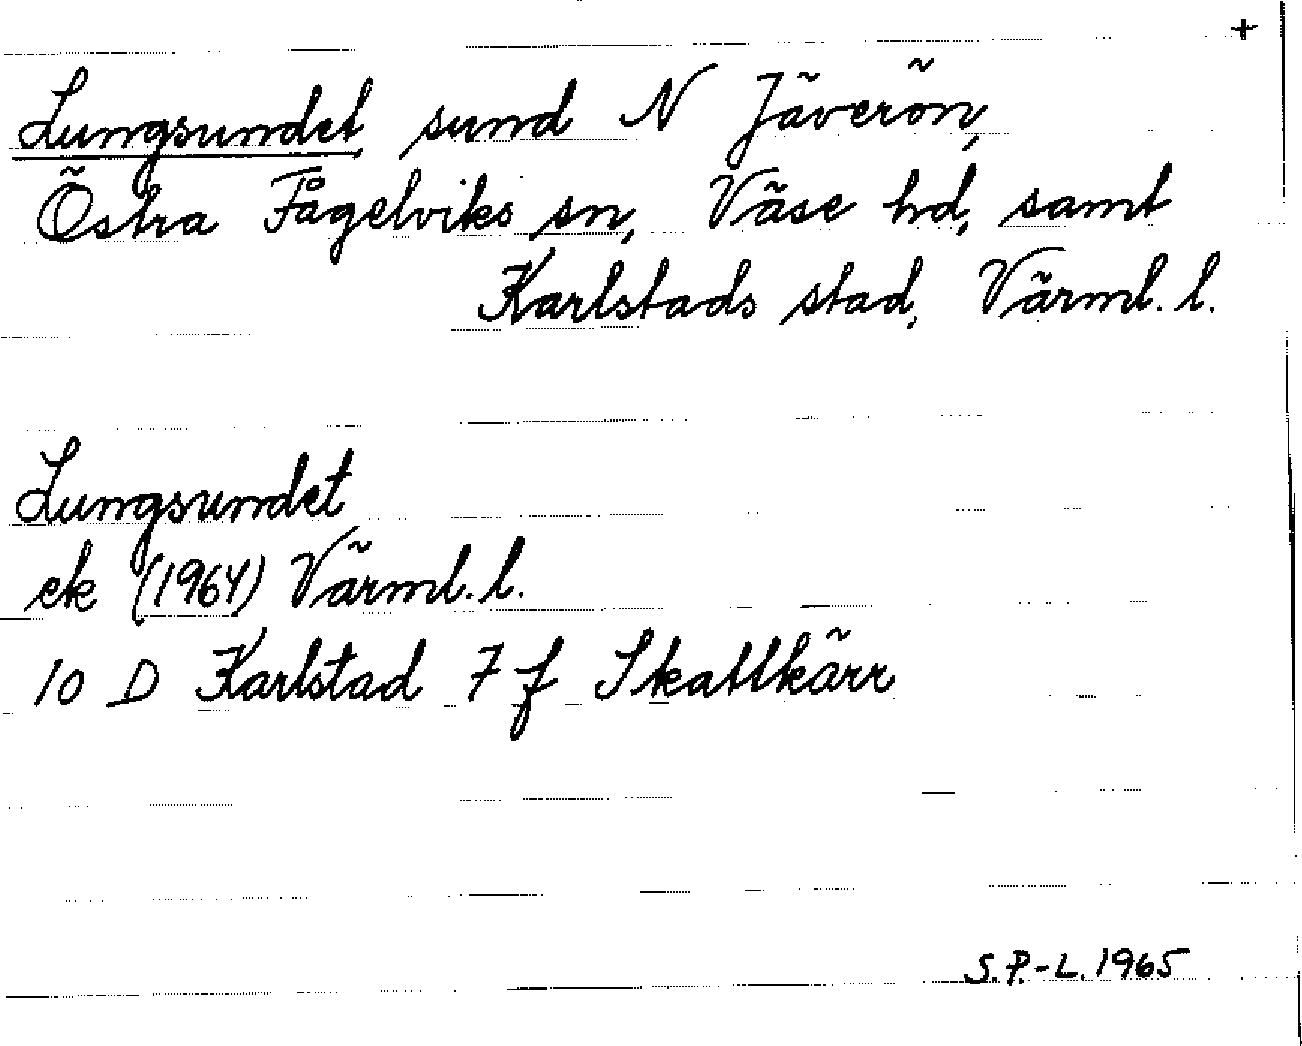 +
Lungsundet, sund N Jäverön,
Östra Fågelviks sn, Väse hd, samt
Karlstads stad, Värml. l.
Lungsundet
ek (1964) Värml. l.
10 D Karlstad 7 f Skattkärr
S.P.-L. 1965